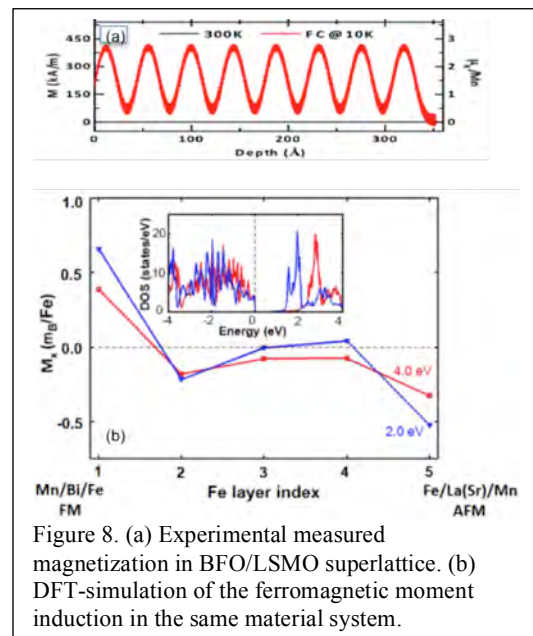 (a)
300K FC@10K
450
300
150
0
M (kA/m)
3
2
1
0
0 100 200 300
Depth (Å)
1.0
0.5
0.0
-0.5
Mx (mB/Fe)
20
10
0
DOS (states/eV)
-4 -2 0 2 4
Energy (eV)
4.0 eV
2.0 eV
(b)
1 2 3 4 5
Mn/Bi/Fe Fe layer index Fe/La(Sr)/Mn
FM AFM
Figure 8. (a) Experimental measured
magnetization in BFO/LSMO superlattice. (b)
DFT-simulation of the ferromagnetic moment
induction in the same material system.